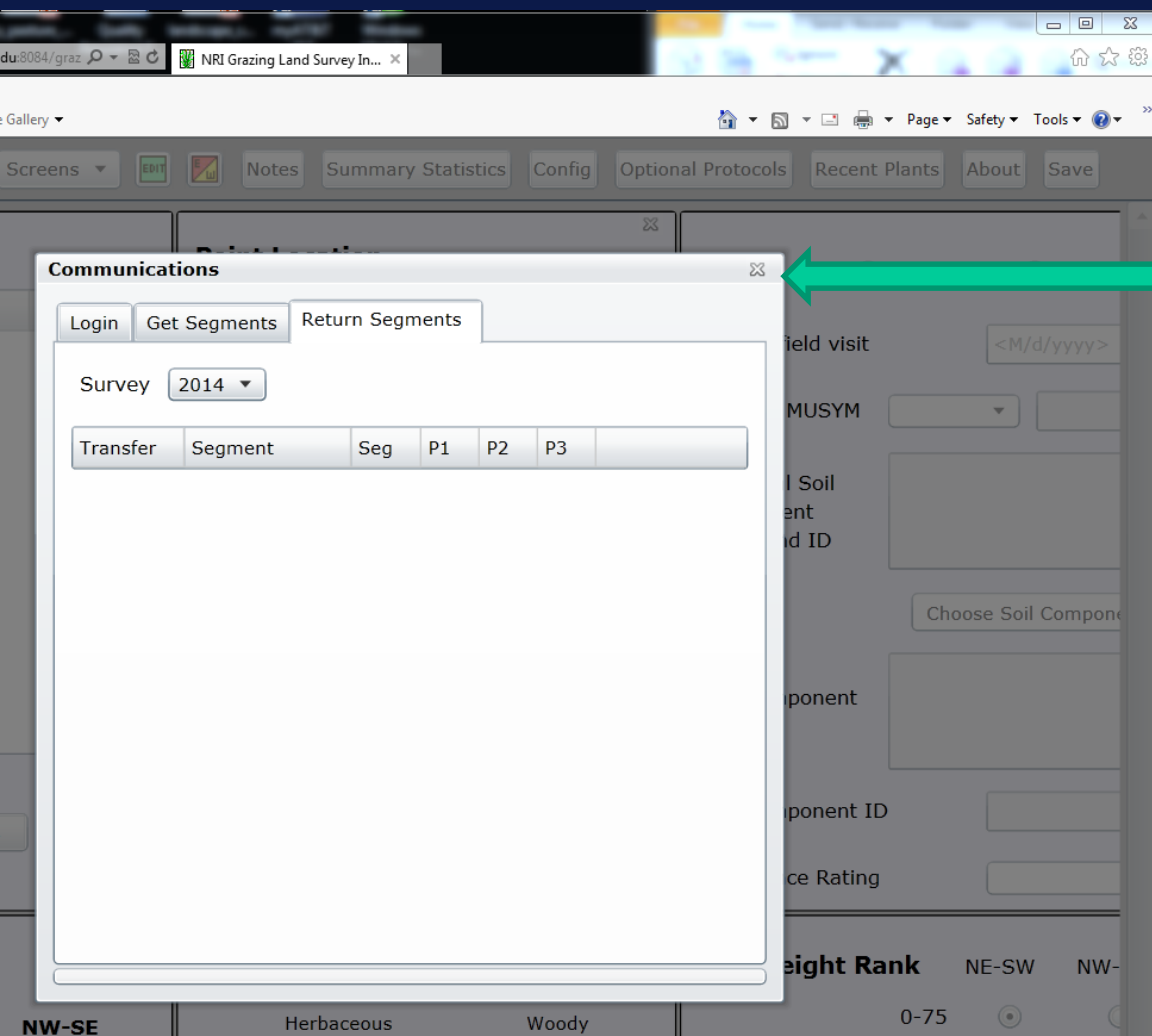 du:8084/graz
NRI Grazing Land Survey In...
Gallery
Page
Safety
Tools
Screens
EDIT
E
W
Notes
Summary Statistics
Config
Optional Protocols
Recent Plants
About
Save
Communications
Login
Get Segments
Return Segments
Survey
2014
Transfer
Segment
Seg
P1
P2
P3
ield visit
<M/d/yyyy>
MUSYM
l Soil
ent
nd ID
Choose Soil Compone
ponent
ponent ID
ce Rating
eight Rank
NE-SW
NW-
0-75
NW-SE
Herbaceous
Woody